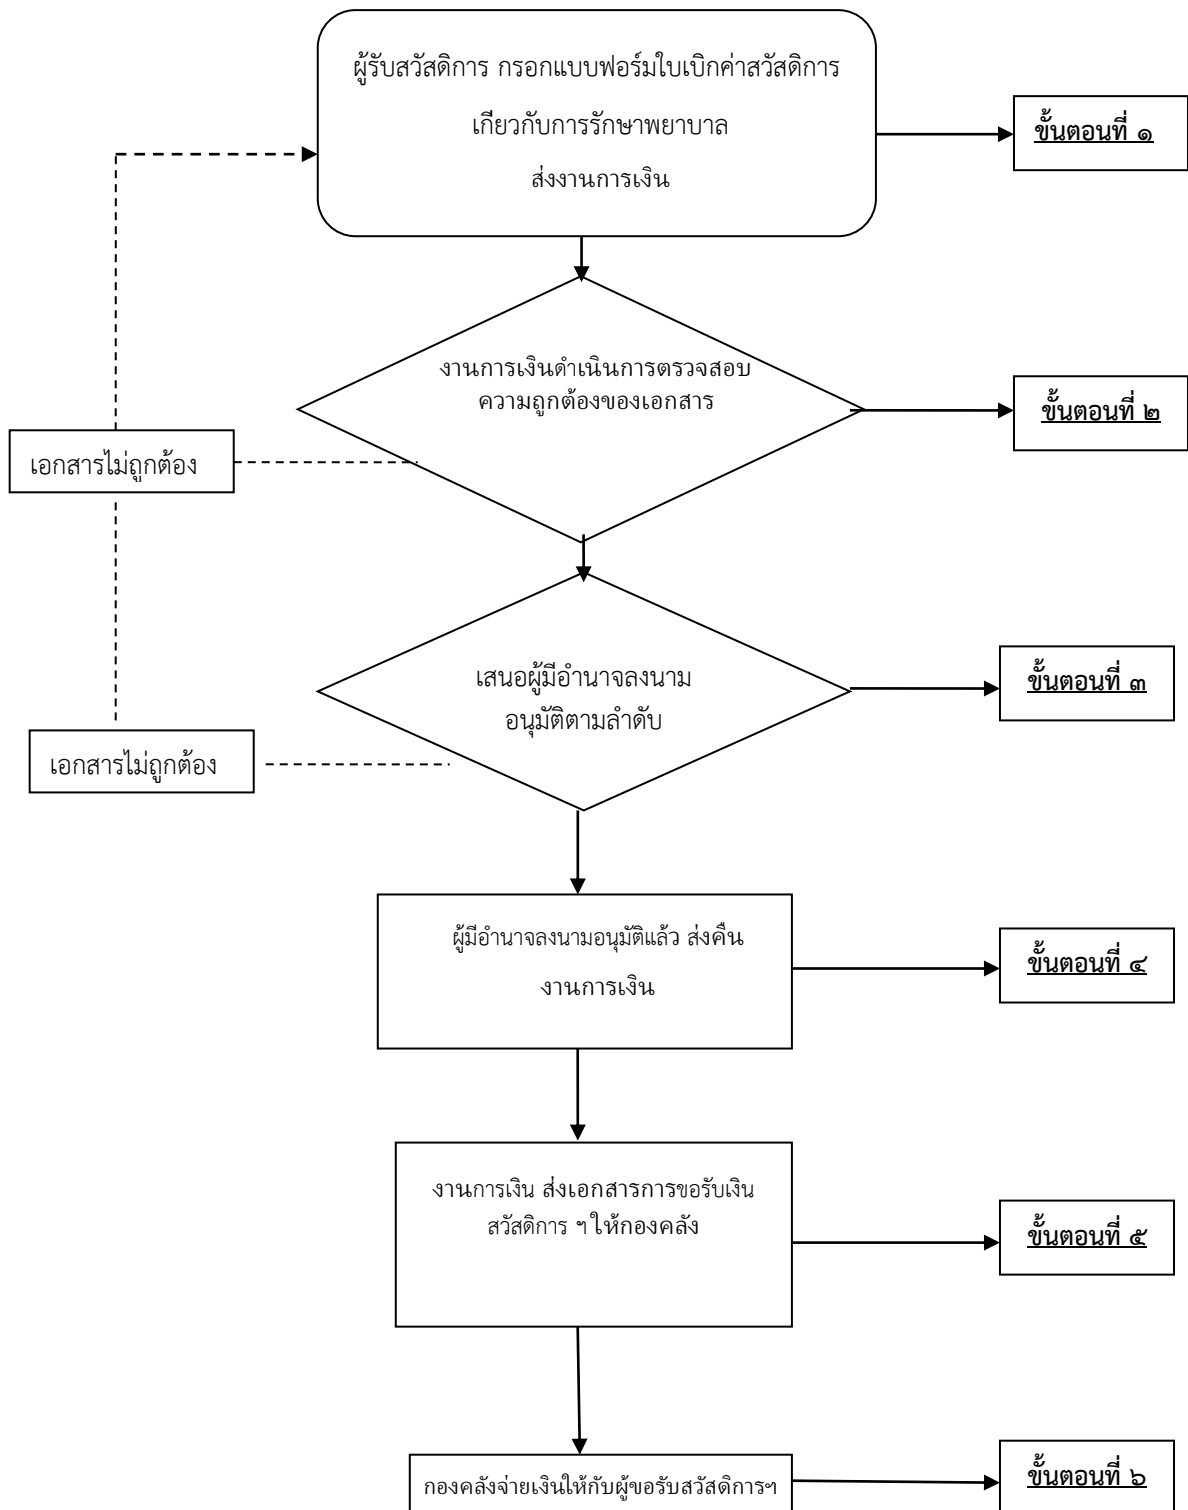 ผู้รับสวัสดิการ กรอกแบบฟอร์มใบเบิกค่าสวัสดิการ
เกี่ยวกับการรักษาพยาบาล
ส่งงานการเงิน
ขั้นตอนที่ ๑
งานการเงินดำเนินการตรวจสอบ
ความถูกต้องของเอกสาร
ขั้นตอนที่ ๒
เอกสารไม่ถูกต้อง
เสนอผู้มีอำนาจลงนาม
อนุมัติตามลำดับ
ขั้นตอนที่ ๓
เอกสารไม่ถูกต้อง
ผู้มีอำนาจลงนามอนุมัติแล้ว ส่งคืน
งานการเงิน
ขั้นตอนที่ ๔
งานการเงิน ส่งเอกสารการขอรับเงิน
สวัสดิการ ฯ ให้กองคลัง
ขั้นตอนที่ ๕
กองคลังจ่ายเงินให้กับผู้ขอรับสวัสดิการฯ
ขั้นตอนที่ ๖